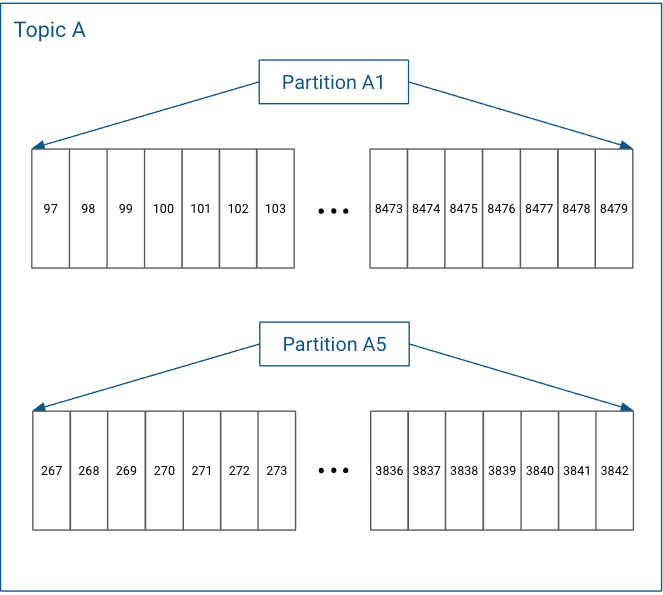 Topic A
Partition A1
97 98 99 100 101 102 103 ••• 8473 8474 8475 8476 8477 8478 8479
Partition A5
267 268 269 270 271 272 273 ••• 3836 3837 3838 3839 3840 3841 3842